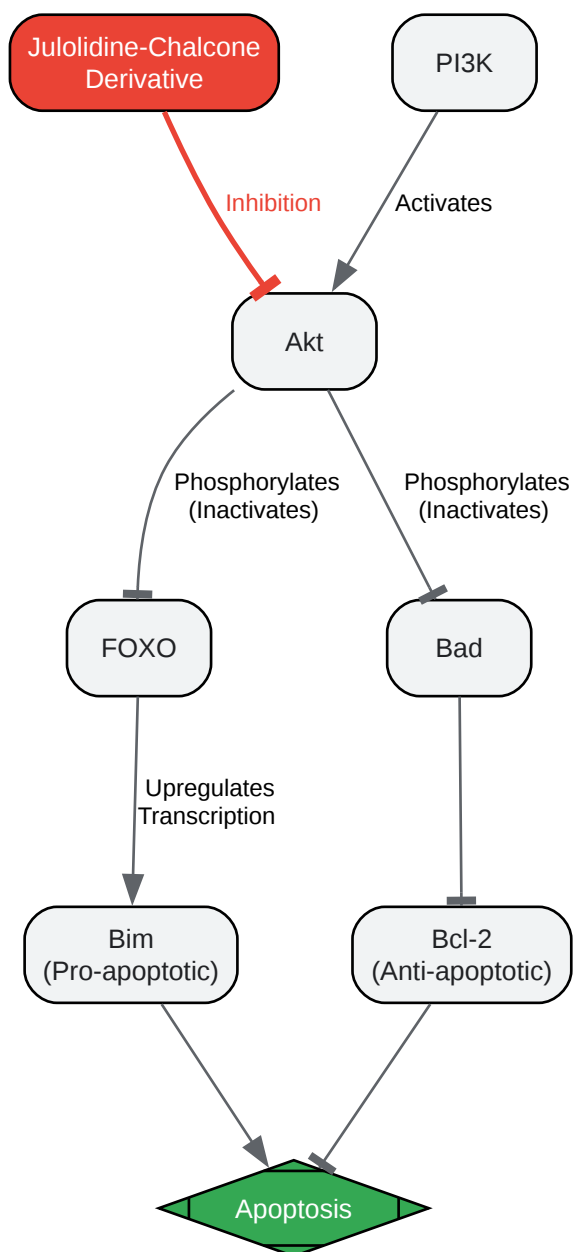 Julolidine-Chalcone
Derivative
PI3K
Inhibition
Activates
Akt
Phosphorylates
(Inactivates)
Phosphorylates
(Inactivates)
FOXO
Bad
Upregulates
Transcription
Bim
(Pro-apoptotic)
Bcl-2
(Anti-apoptotic)
Apoptosis